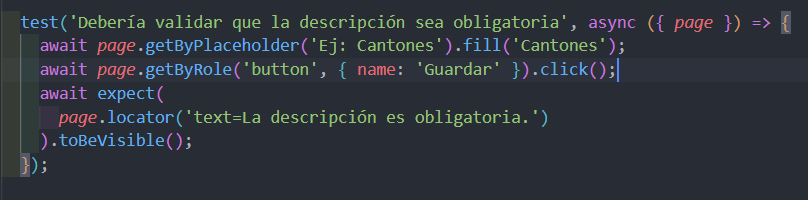 test('Debería validar que la descripción sea obligatoria', async ({ page }) => {
await page.getByPlaceholder('Ej: Cantones').fill('Cantones');
await page.getByRole('button', { name: 'Guardar' }).click();
await expect(
page.locator('text=La descripción es obligatoria.')
).toBeVisible();
});